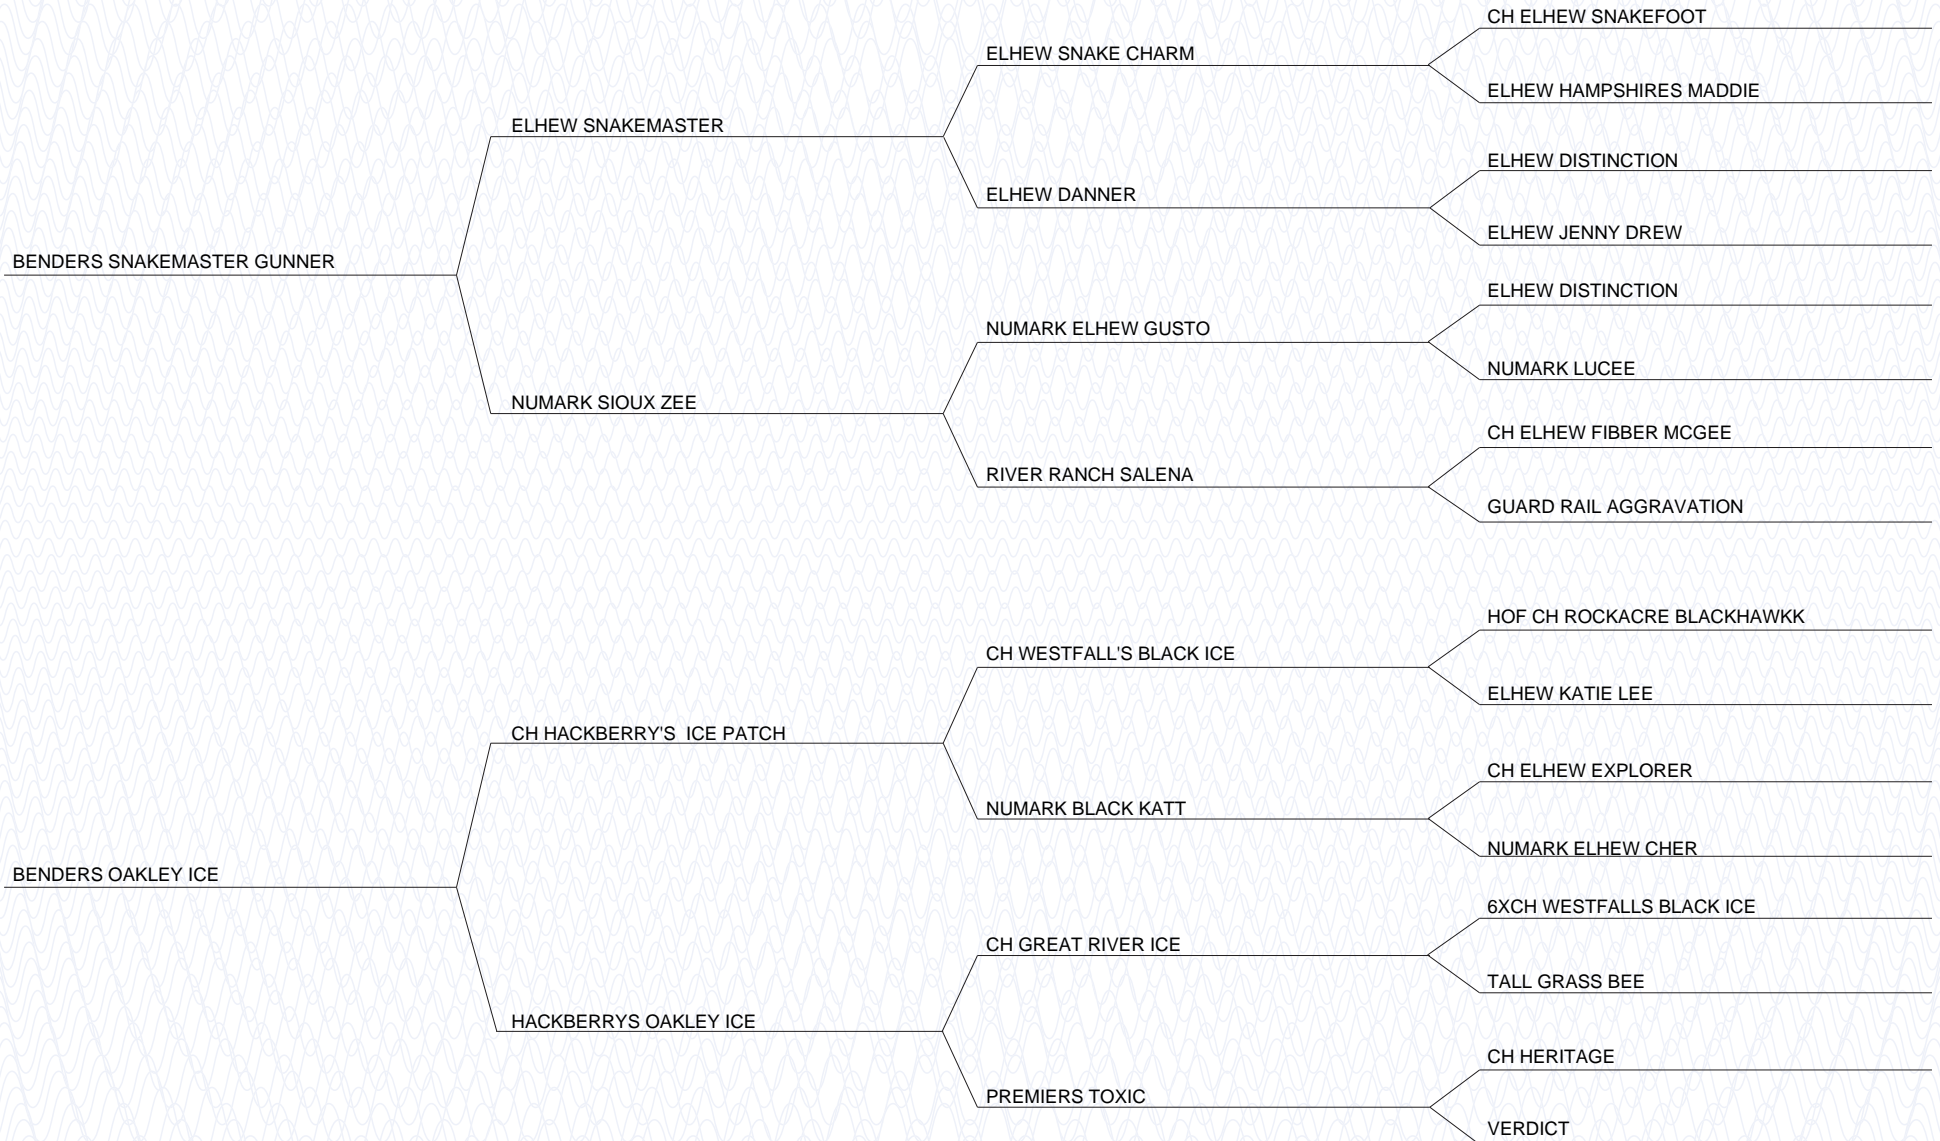 CH ELHEW SNAKEFOOT
ELHEW SNAKE CHARM
ELHEW HAMPSHIRES MADDIE
ELHEW SNAKEMASTER
ELHEW DISTINCTION
ELHEW DANNER
ELHEW JENNY DREW
BENDERS SNAKEMASTER GUNNER
ELHEW DISTINCTION
NUMARK ELHEW GUSTO
NUMARK LUCEE
NUMARK SIOUX ZEE
CH ELHEW FIBBER MCGEE
RIVER RANCH SALENA
GUARD RAIL AGGRAVATION
HOF CH ROCKACRE BLACKHAWKK
CH WESTFALL'S BLACK ICE
ELHEW KATIE LEE
CH HACKBERRY'S  ICE PATCH
CH ELHEW EXPLORER
NUMARK BLACK KATT
NUMARK ELHEW CHER
BENDERS OAKLEY ICE
6XCH WESTFALLS BLACK ICE
CH GREAT RIVER ICE
TALL GRASS BEE
HACKBERRYS OAKLEY ICE
CH HERITAGE
PREMIERS TOXIC
VERDICT